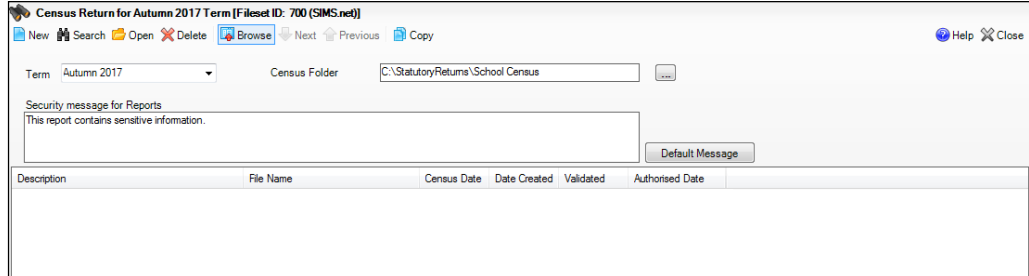 Census Return for Autumn 2017 Term [Fileset ID: 700 (SIMS.net)]
New Search Open Delete Browse Next Previous Copy Help Close
Term Autumn 2017 Census Folder C:\StatutoryReturns\School Census ...
Security message for Reports
This report contains sensitive information.
Default Message
Description File Name Census Date Date Created Validated Authorised Date